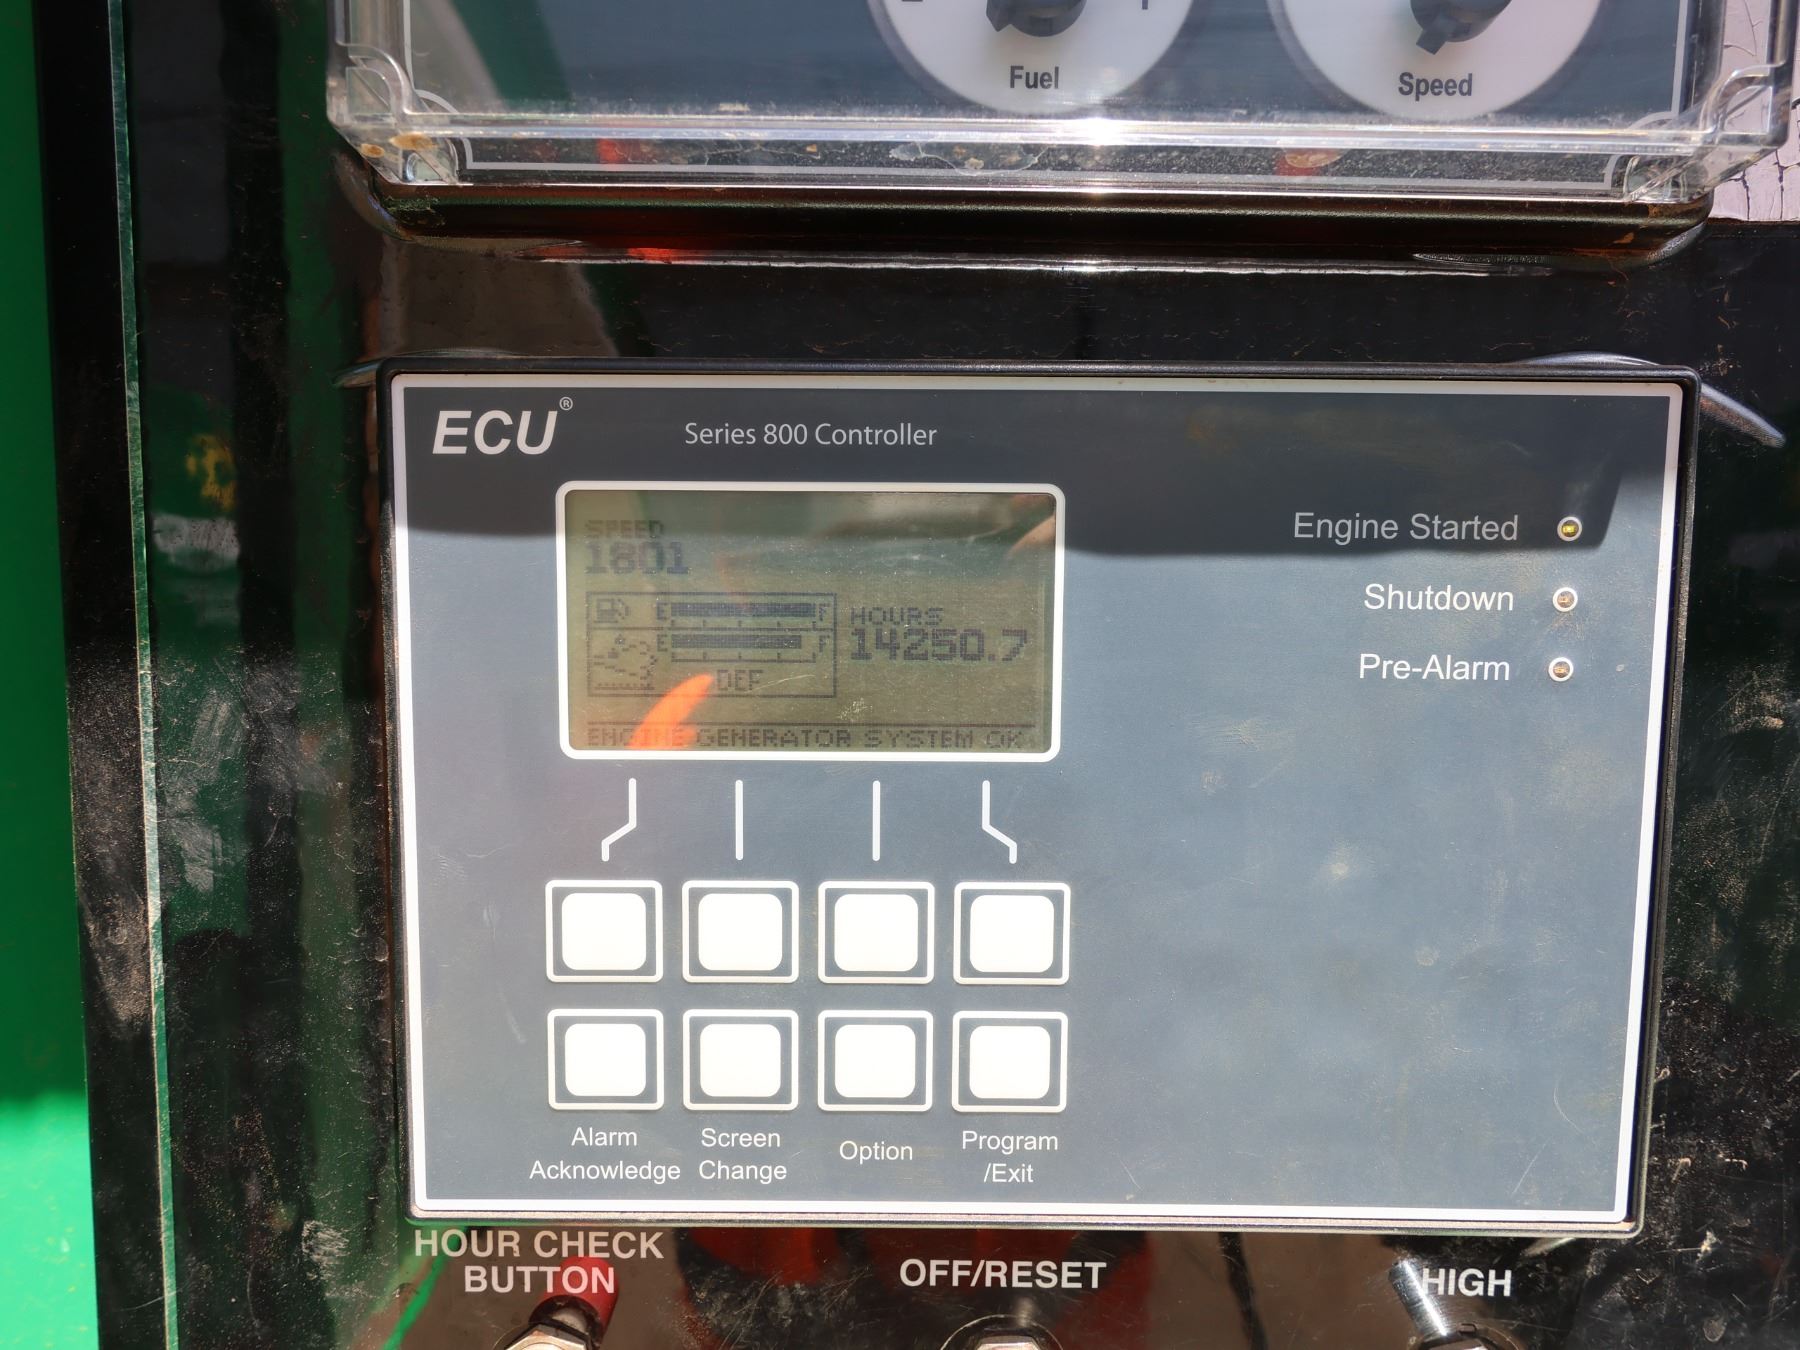 Fuel
Speed
ECU®
Series 800 Controller
SPEED
1801
E F
HOURS
14250.7
E F
DEF
ENGINE GENERATOR SYSTEM OK
Engine Started
Shutdown
Pre-Alarm
Alarm
Acknowledge
Screen
Change
Option
Program
/Exit
HOUR CHECK
BUTTON
OFF/RESET
HIGH